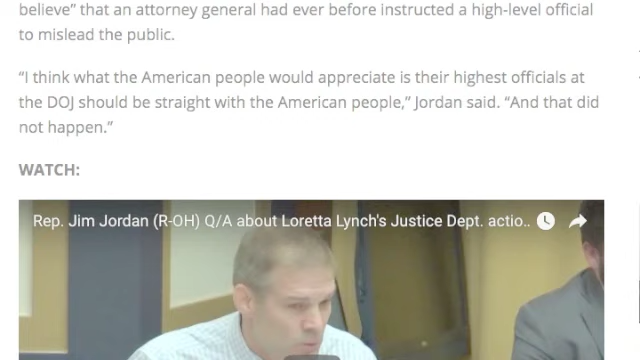 believe” that an attorney general had ever before instructed a high-level official
to mislead the public.
“I think what the American people would appreciate is their highest officials at
the DOJ should be straight with the American people,” Jordan said. “And that did
not happen.”
WATCH:
Rep. Jim Jordan (R-OH) Q/A about Loretta Lynch's Justice Dept. actio..